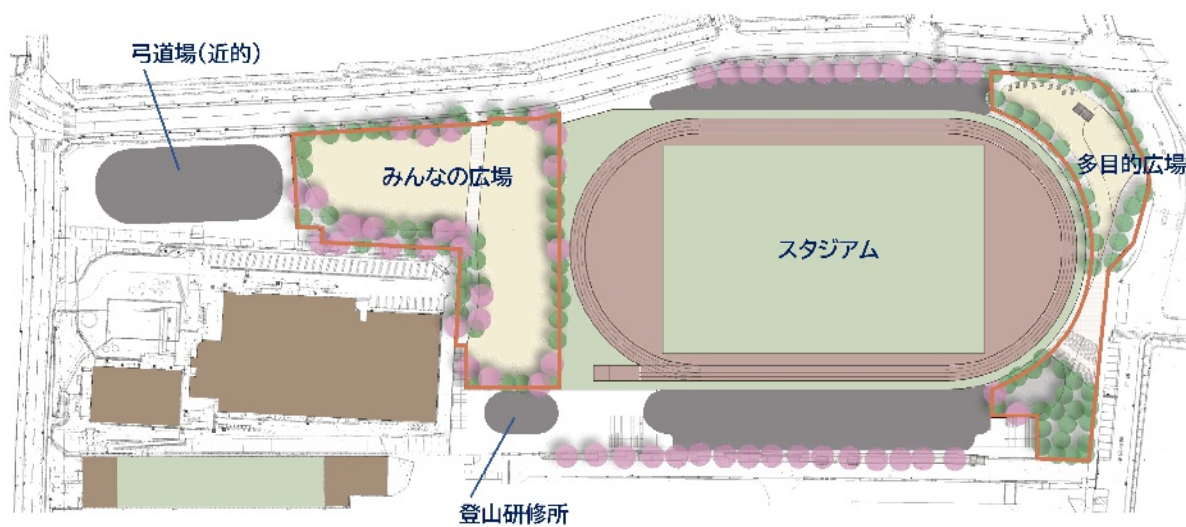 弓道場(近的)
みんなの広場
多目的広場
スタジアム
登山研修所